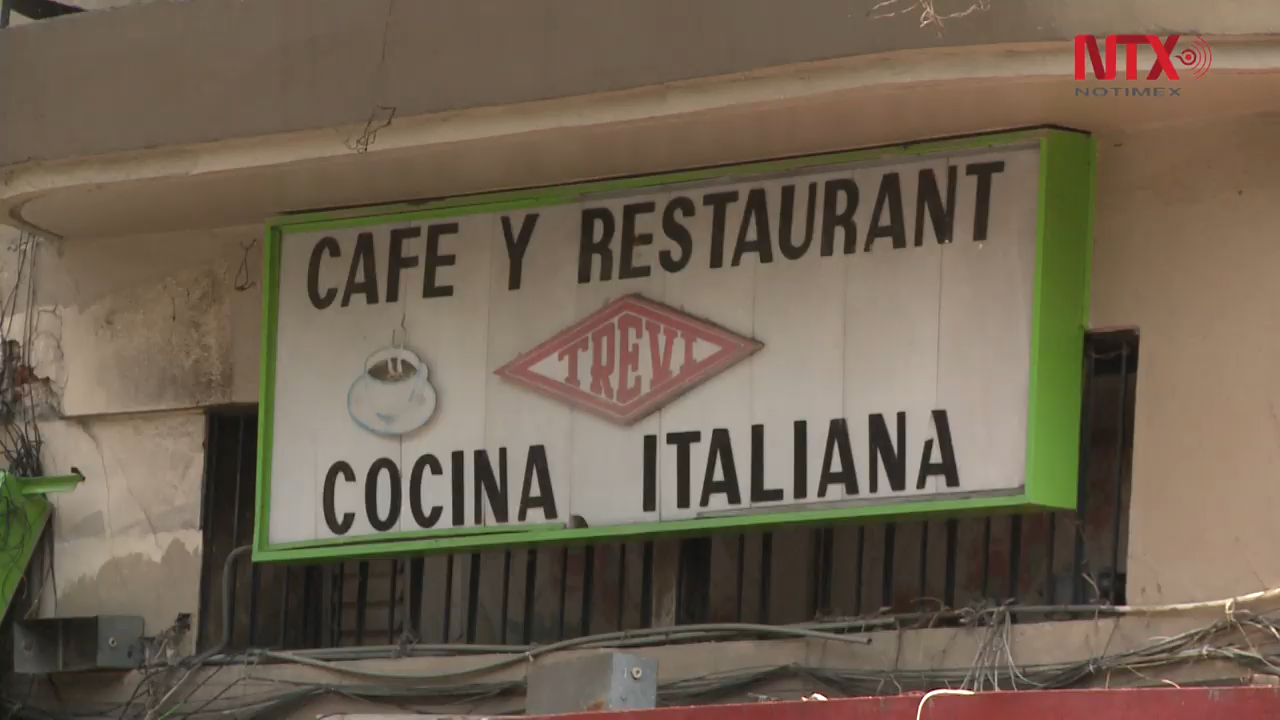 NTX
NOTIMEX
CAFE Y RESTAURANT
TREVI
COCINA ITALIANA